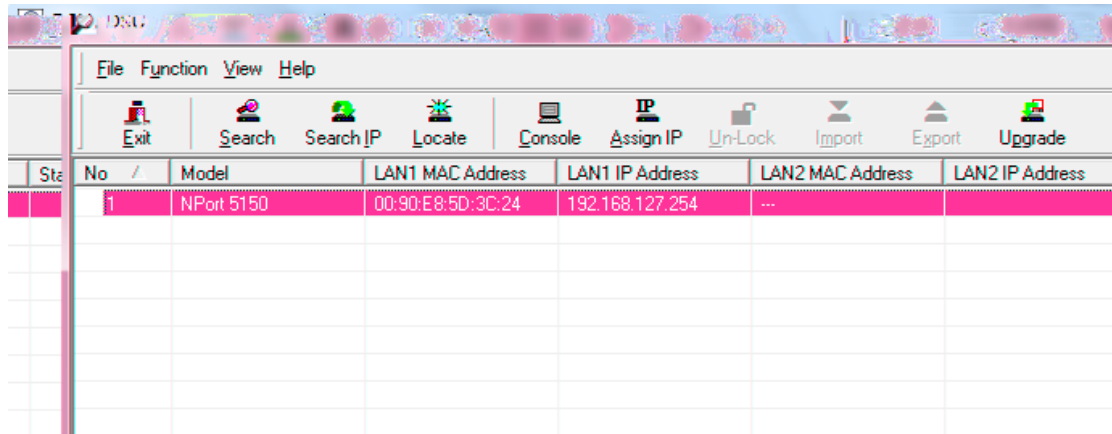 DSU
File Function View Help
Exit Search Search IP Locate Console Assign IP Un-Lock Import Export Upgrade
Sta No Model LAN1 MAC Address LAN1 IP Address LAN2 MAC Address LAN2 IP Address
1 NPort 5150 00:90:E8:5D:3C:24 192.168.127.254 ---